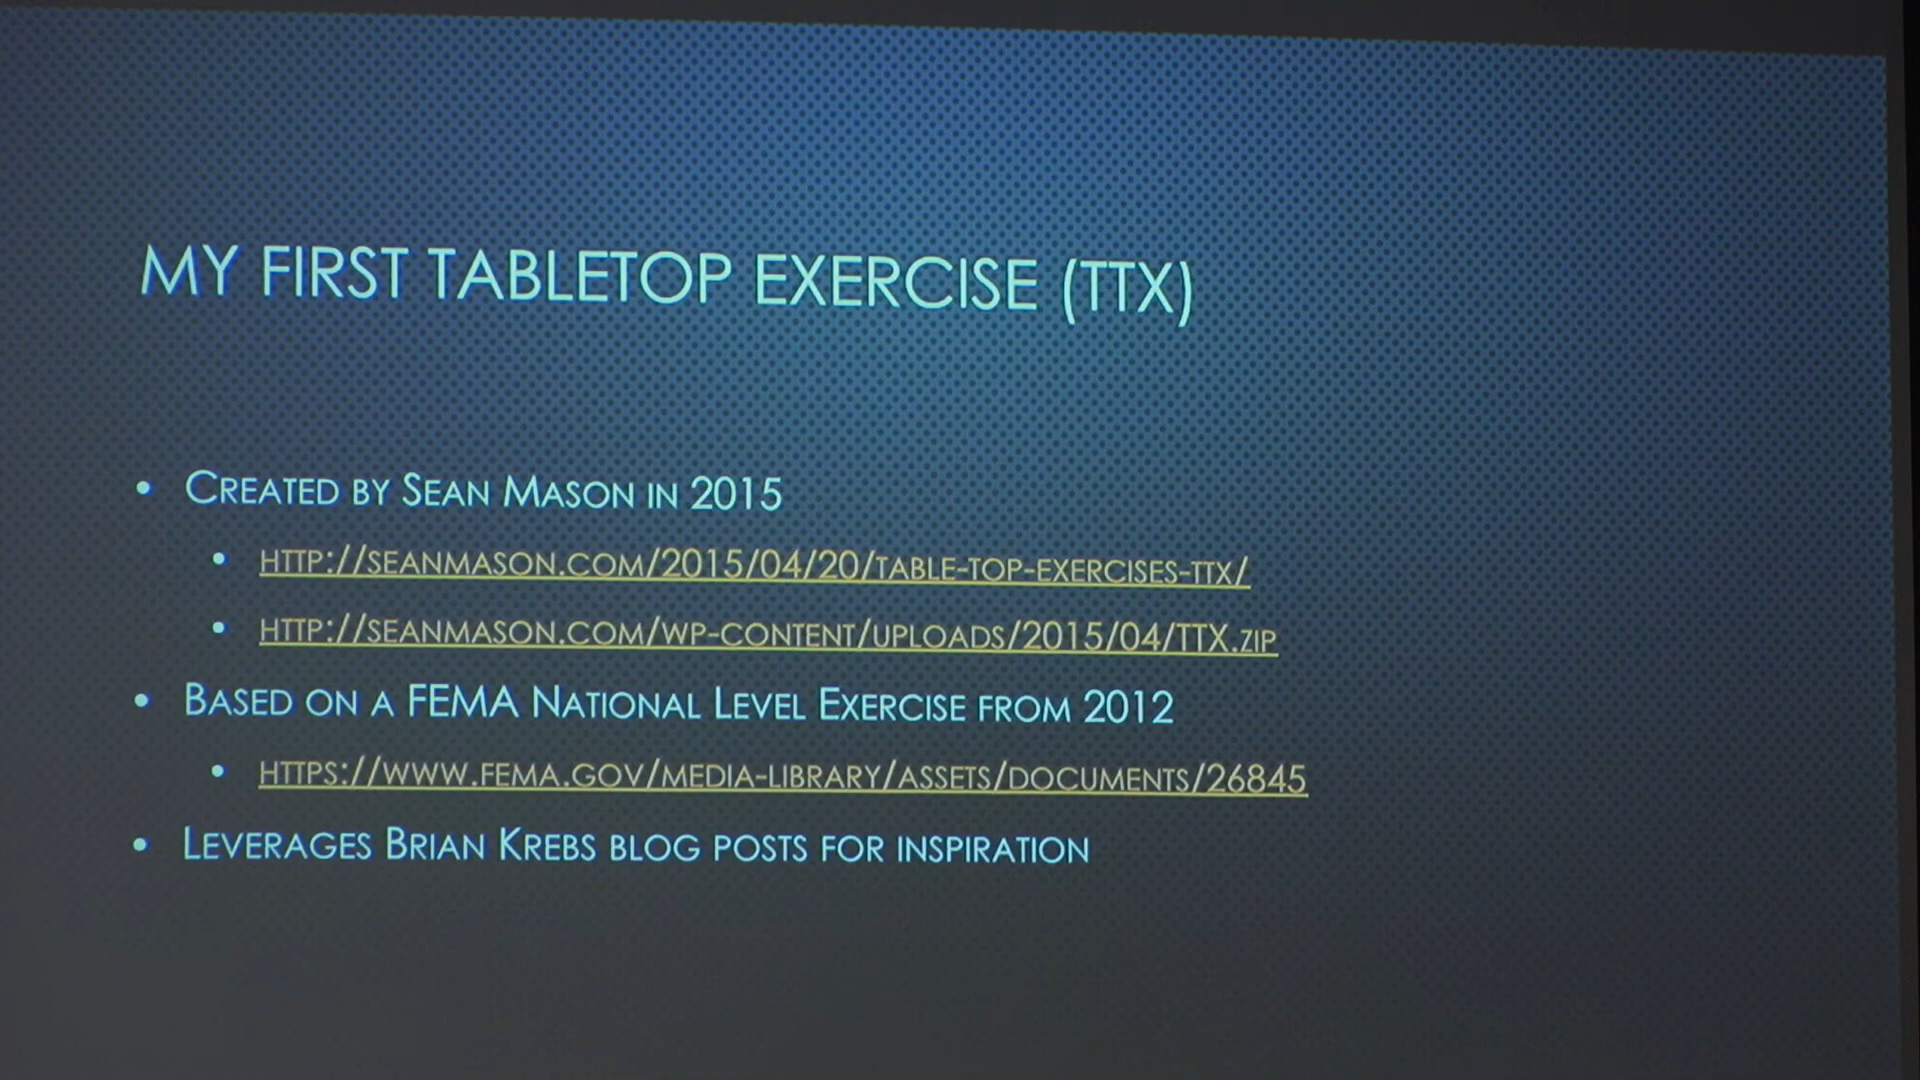 MY FIRST TABLETOP EXERCISE (TTX)
• CREATED BY SEAN MASON IN 2015
• HTTP://SEANMASON.COM/2015/04/20/TABLE-TOP-EXERCISES-TTX/
• HTTP://SEANMASON.COM/WP-CONTENT/UPLOADS/2015/04/TTX.ZIP
• BASED ON A FEMA NATIONAL LEVEL EXERCISE FROM 2012
• HTTPS://WWW.FEMA.GOV/MEDIA-LIBRARY/ASSETS/DOCUMENTS/26845
• LEVERAGES BRIAN KREBS BLOG POSTS FOR INSPIRATION